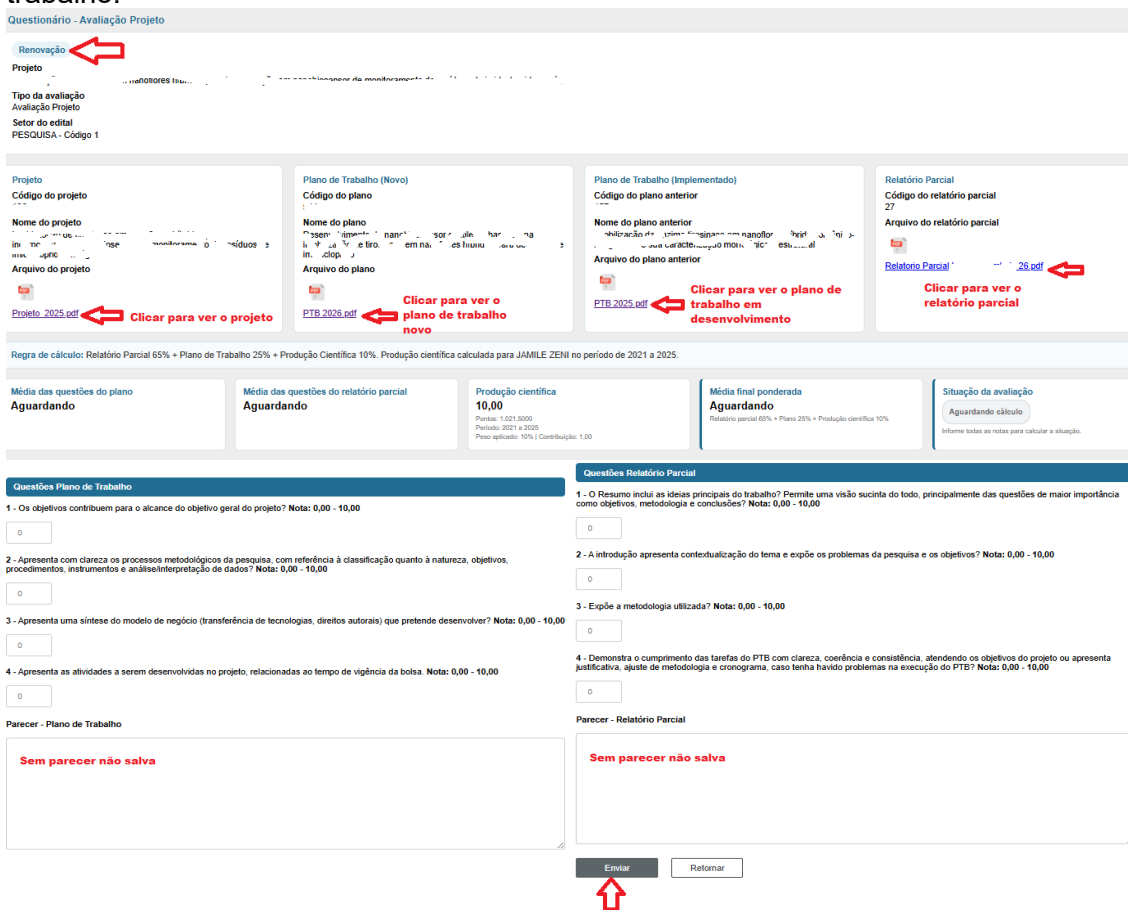 trabalho.
Questionário - Avaliação Projeto
Renovação
Projeto
nanoflores
de monitoramento
Tipo da avaliação
Avaliação Projeto
Setor do edital
PESQUISA - Código 1
Projeto
Código do projeto
Nome do projeto
monitoramento resíduos e
Arquivo do projeto
Projeto_2025.pdf
Clicar para ver o projeto
Plano de Trabalho (Novo)
Código do plano
Nome do plano
Arquivo do plano
PTB 2026.pdf
Clicar para ver o
plano de trabalho
novo
Plano de Trabalho (Implementado)
Código do plano anterior
Nome do plano anterior
em
sua caracterização
Arquivo do plano anterior
PTB 2025.pdf
Clicar para ver o plano de
trabalho em
desenvolvimento
Relatório Parcial
Código do relatório parcial
27
Arquivo do relatório parcial
Relatorio Parcial 26.pdf
Clicar para ver o
relatório parcial
Regra de cálculo: Relatório Parcial 65% + Plano de Trabalho 25% + Produção Científica 10%. Produção científica calculada para JAMILE ZENI no período de 2021 a 2025.
Média das questões do plano
Aguardando
Média das questões do relatório parcial
Aguardando
Produção científica
10,00
Pontos: 1.021,5000
Período: 2021 a 2025
Peso aplicado: 10% | Contribuição: 1,00
Média final ponderada
Aguardando
Relatório parcial 65% + Plano 25% + Produção científica 10%
Situação da avaliação
Aguardando cálculo
Informe todas as notas para calcular a situação.
Questões Plano de Trabalho
1 - Os objetivos contribuem para o alcance do objetivo geral do projeto? Nota: 0,00 - 10,00
0
2 - Apresenta com clareza os processos metodológicos da pesquisa, com referência à classificação quanto à natureza, objetivos,
procedimentos, instrumentos e análise/interpretação de dados? Nota: 0,00 - 10,00
0
3 - Apresenta uma síntese do modelo de negócio (transferência de tecnologias, direitos autorais) que pretende desenvolver? Nota: 0,00 - 10,00
0
4 - Apresenta as atividades a serem desenvolvidas no projeto, relacionadas ao tempo de vigência da bolsa. Nota: 0,00 - 10,00
0
Parecer - Plano de Trabalho
Sem parecer não salva
Questões Relatório Parcial
1 - O Resumo inclui as ideias principais do trabalho? Permite uma visão sucinta do todo, principalmente das questões de maior importância
como objetivos, metodologia e conclusões? Nota: 0,00 - 10,00
0
2 - A introdução apresenta contextualização do tema e expõe os problemas da pesquisa e os objetivos? Nota: 0,00 - 10,00
0
3 - Expõe a metodologia utilizada? Nota: 0,00 - 10,00
0
4 - Demonstra o cumprimento das tarefas do PTB com clareza, coerência e consistência, atendendo os objetivos do projeto ou apresenta
justificativa, ajuste de metodologia e cronograma, caso tenha havido problemas na execução do PTB? Nota: 0,00 - 10,00
0
Parecer - Relatório Parcial
Sem parecer não salva
Enviar
Retornar